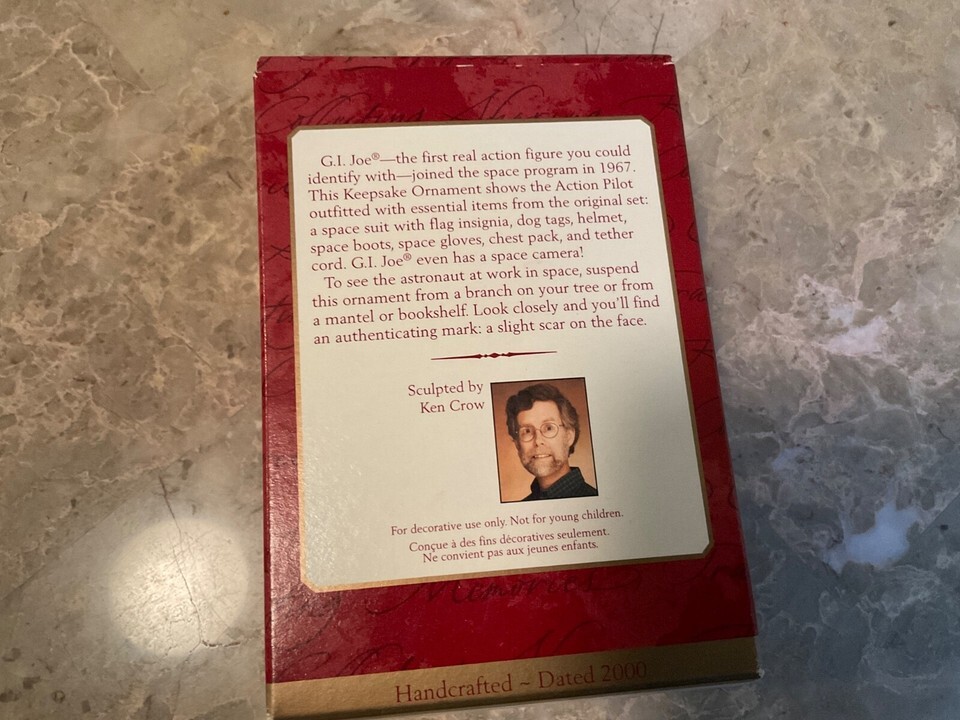 G.I. Joe®—the first real action figure you could
identify with—joined the space program in 1967.
This Keepsake Ornament shows the Action Pilot
outfitted with essential items from the original set:
a space suit with flag insignia, dog tags, helmet,
space boots, space gloves, chest pack, and tether
cord. G.I. Joe® even has a space camera!
To see the astronaut at work in space, suspend
this ornament from a branch on your tree or from
a mantel or bookshelf. Look closely and you'll find
an authenticating mark: a slight scar on the face.
Sculpted by
Ken Crow
For decorative use only. Not for young children.
Conçue à des fins décoratives seulement.
Ne convient pas aux jeunes enfants.
Memories
Handcrafted ~ Dated 2000